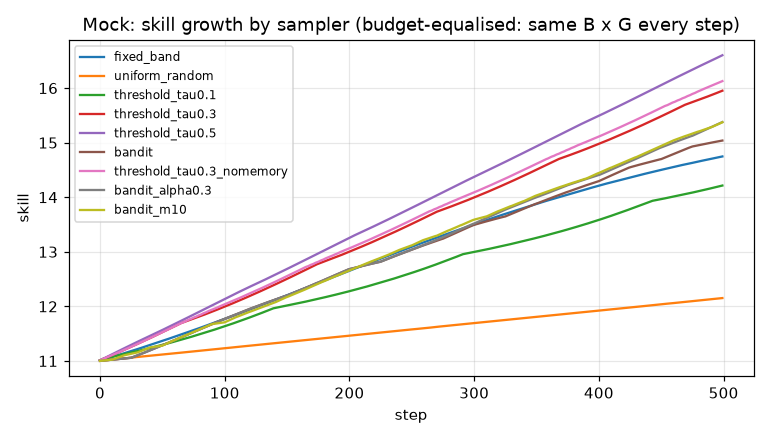 Mock: skill growth by sampler (budget-equalised: same B x G every step)
fixed_band
uniform_random
threshold_tau0.1
threshold_tau0.3
threshold_tau0.5
bandit
threshold_tau0.3_nomemory
bandit_alpha0.3
bandit_m10
skill
16
15
14
13
12
11
0 100 200 300 400 500
step